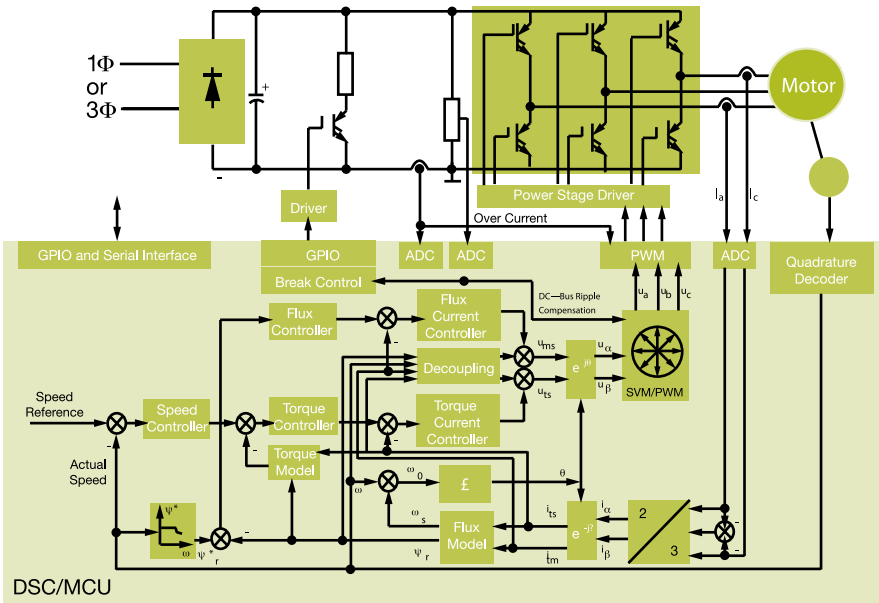 1Φ
or
3Φ
+
-
Motor
Power Stage Driver
Driver
Over Current
I
a
I
c
GPIO and Serial Interface
GPIO
Break Control
ADC
ADC
PWM
ADC
Quadrature
Decoder
DC—Bus Ripple
Compensation
u
a
u
b
u
c
Flux
Controller
Flux
Current
Controller
-
Decoupling
u
ms
u
ts
e
jθ
u
α
u
β
SVM/PWM
Speed
Reference
Speed
Controller
Torque
Controller
Torque
Current
Controller
-
-
-
Actual
Speed
Torque
Model
ω
ω
0
£
θ
ω
s
i
ts
e
-j?
i
α
2
3
-
-
ψ*
ω
ψ
*
r
-
ψ
r
Flux
Model
i
tm
i
β
DSC/MCU